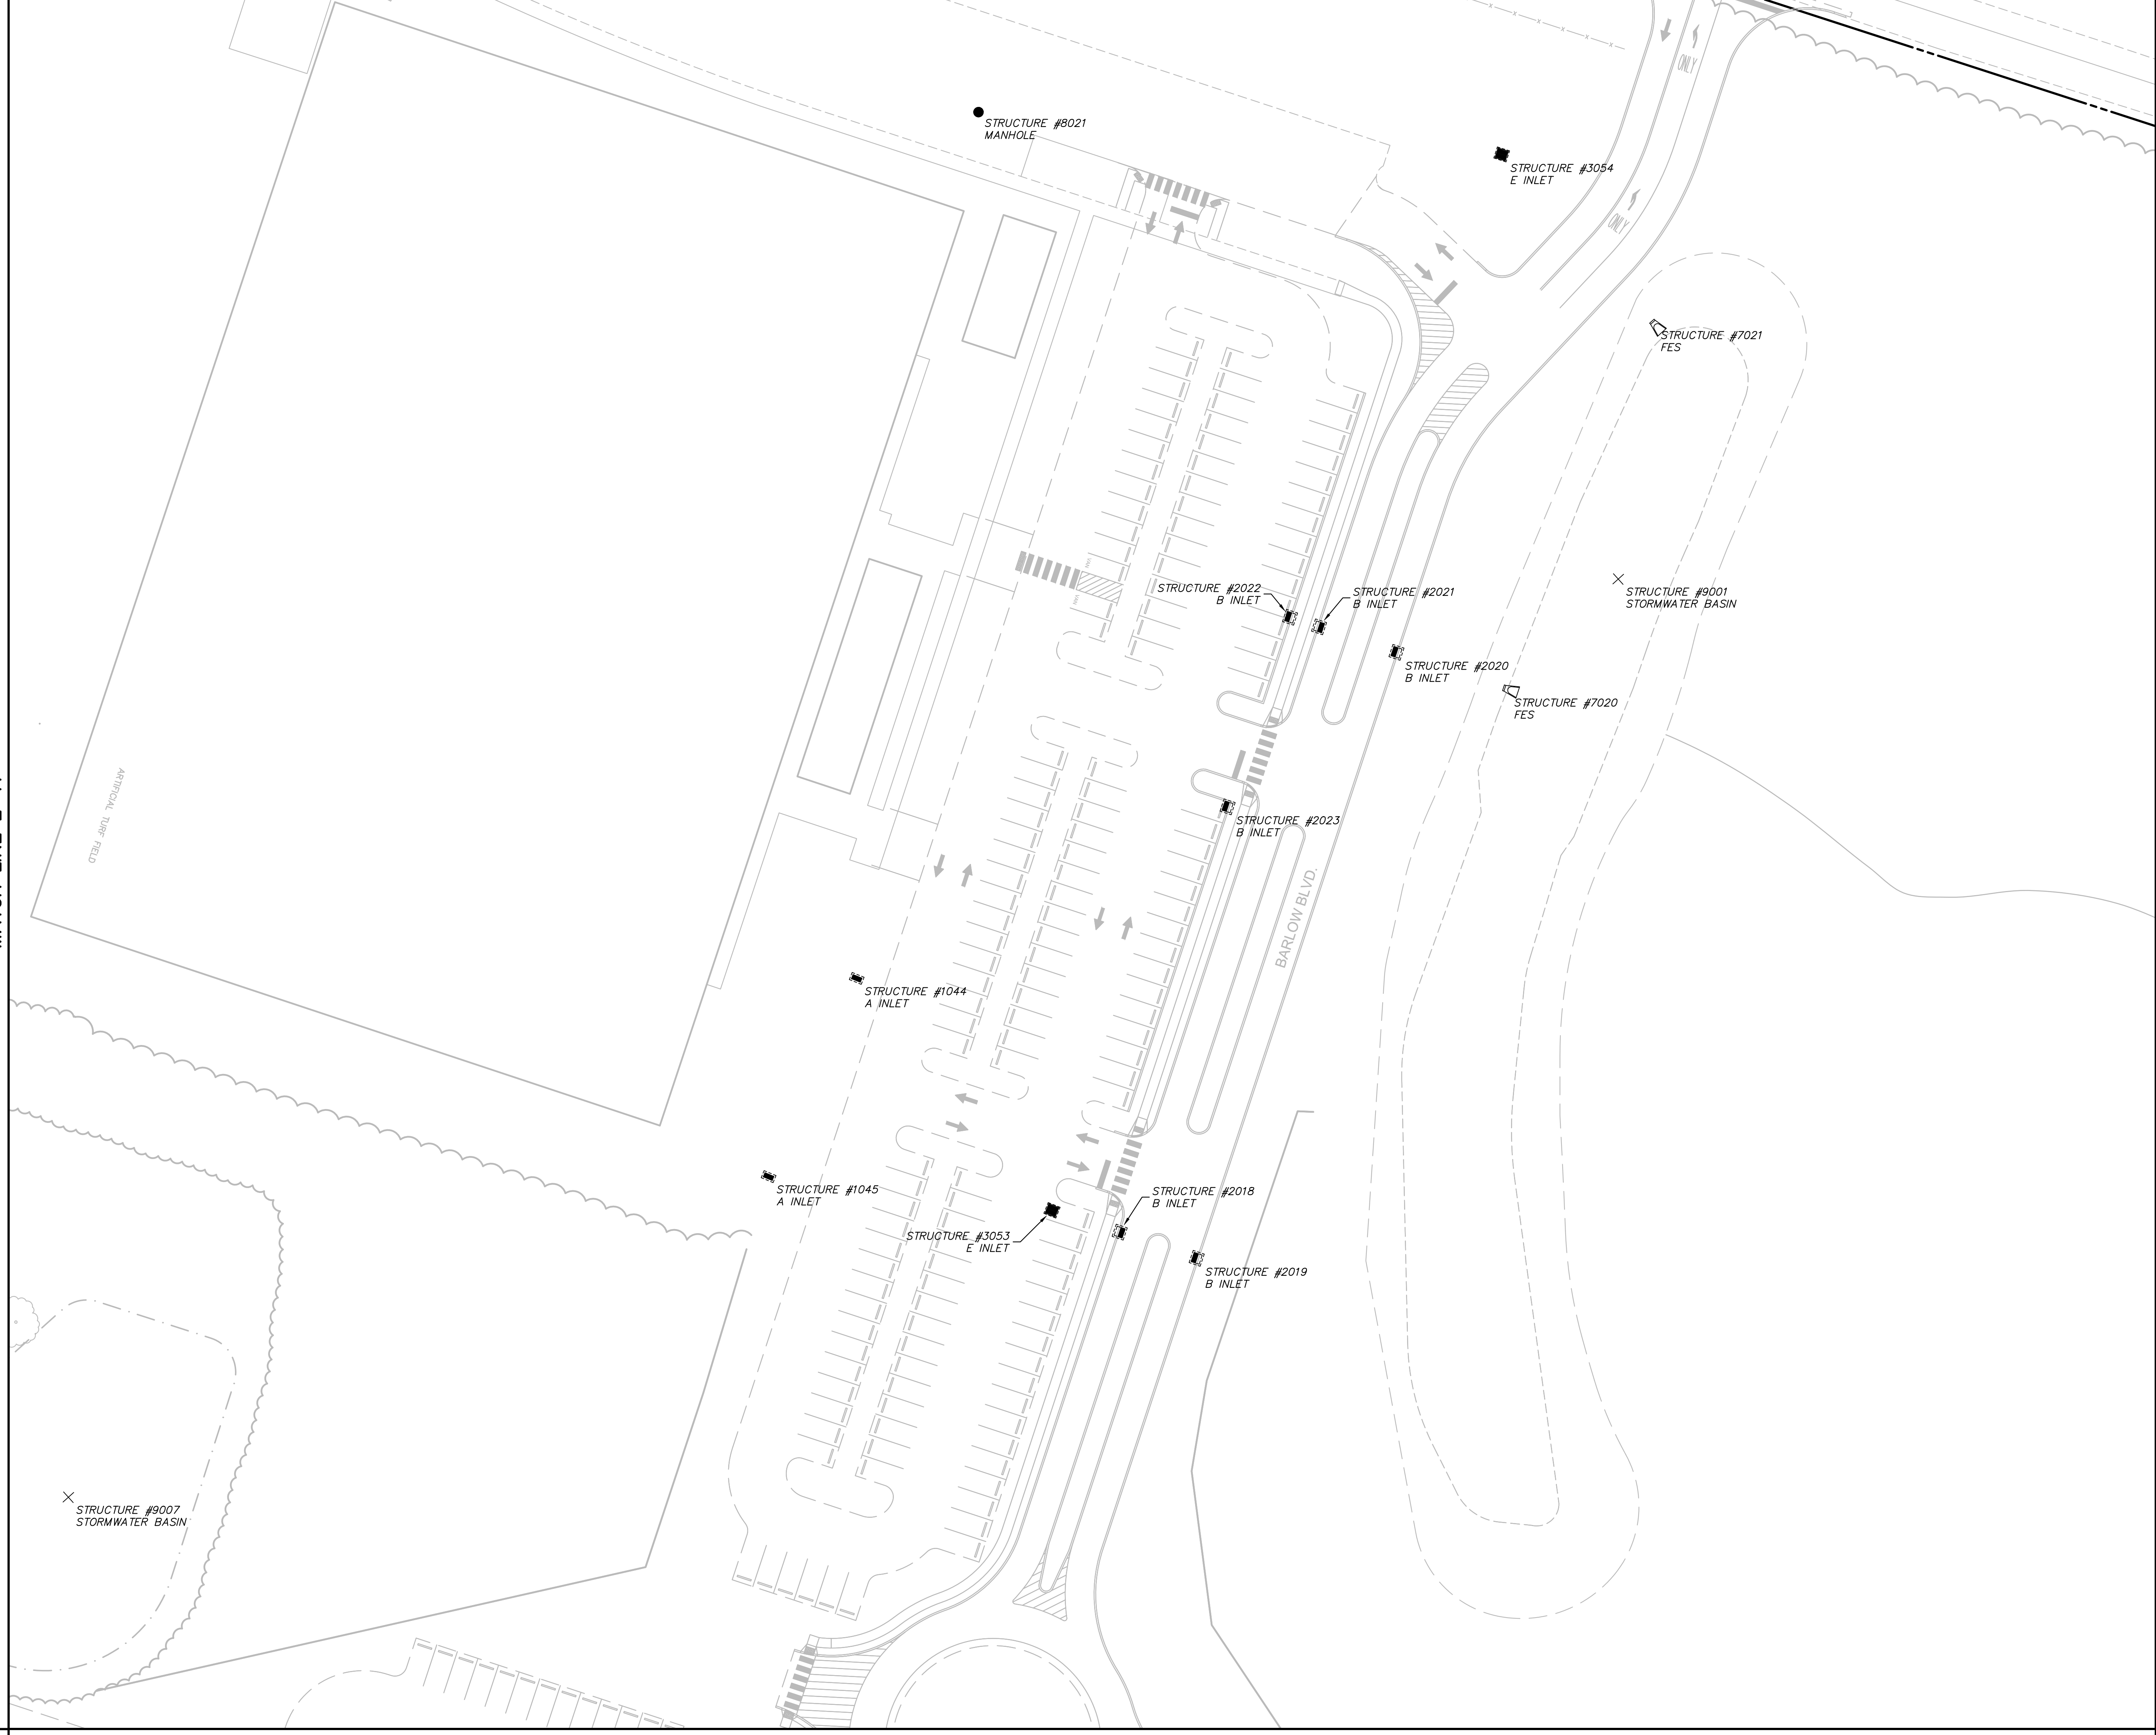 ONLY
STRUCTURE #8021
MANHOLE
STRUCTURE #3054
E INLET
ONLY
STRUCTURE #7021
FES
STRUCTURE #2022
B INLET
STRUCTURE #2021
B INLET
STRUCTURE #9001
STORMWATER BASIN
STRUCTURE #2020
B INLET
STRUCTURE #7020
FES
ARTIFICIAL TURF FIELD
STRUCTURE #2023
B INLET
BARLOW BLVD.
STRUCTURE #1044
A INLET
STRUCTURE #1045
A INLET
STRUCTURE #2018
B INLET
STRUCTURE #3053
E INLET
STRUCTURE #2019
B INLET
STRUCTURE #9007
STORMWATER BASIN